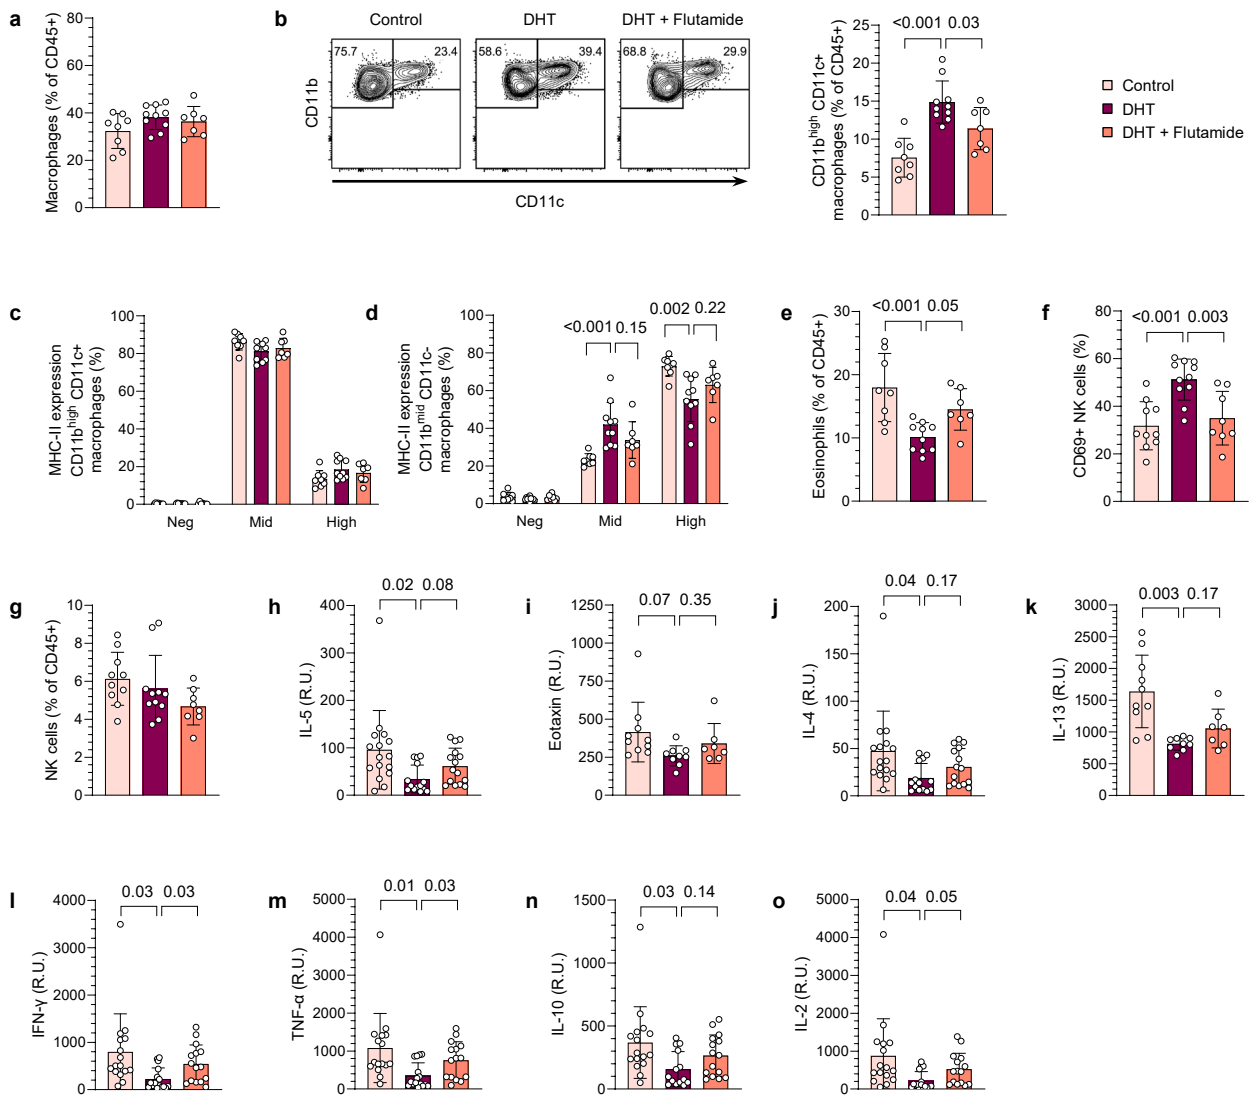 a
Macrophages (% of CD45+)
80
60
40
20
0
b
Control
DHT
DHT + Flutamide
75.7
23.4
58.6
39.4
68.8
29.9
CD11b
CD11c
CD11bhigh CD11c+
macrophages (% of CD45+)
<0.001
0.03
25
20
15
10
5
0
Control
DHT
DHT + Flutamide
c
MHC-II expression
CD11bhigh CD11c+
macrophages (%)
100
80
60
40
20
0
Neg
Mid
High
d
MHC-II expression
CD11bmid CD11c-
macrophages (%)
100
80
60
40
20
0
<0.001
0.15
0.002
0.22
Neg
Mid
High
e
Eosinophils (% of CD45+)
<0.001
0.05
30
20
10
0
f
CD69+ NK cells (%)
<0.001
0.003
80
60
40
20
0
g
NK cells (% of CD45+)
10
8
6
4
2
0
h
IL-5 (R.U.)
0.02
0.08
400
300
200
100
0
i
Eotaxin (R.U.)
0.07
0.35
1250
1000
750
500
250
0
j
IL-4 (R.U.)
0.04
0.17
200
150
100
50
0
k
IL-13 (R.U.)
0.003
0.17
3000
2500
2000
1500
1000
500
0
l
IFN-γ (R.U.)
0.03
0.03
4000
3000
2000
1000
0
m
TNF-α (R.U.)
0.01
0.03
5000
4000
3000
2000
1000
0
n
IL-10 (R.U.)
0.03
0.14
1500
1000
500
0
o
IL-2 (R.U.)
0.04
0.05
5000
4000
3000
2000
1000
0